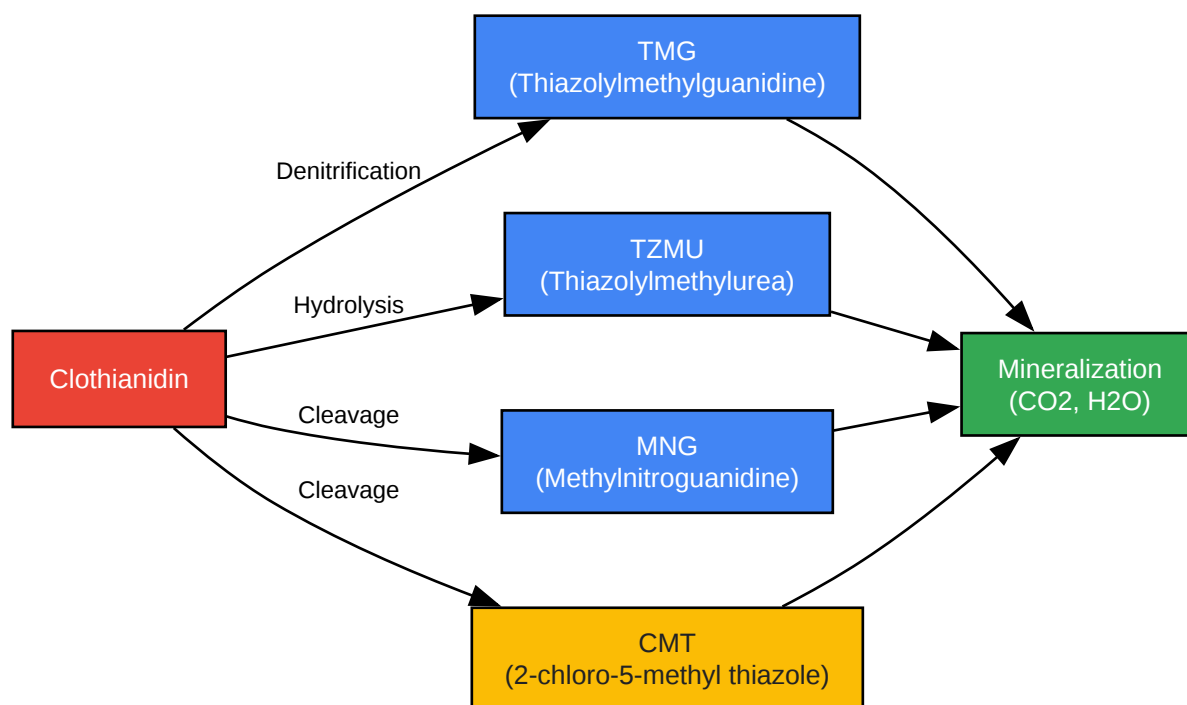 TMG
(Thiazolylmethylguanidine)
Denitrification
TZMU
(Thiazolylmethylurea)
Hydrolysis
Clothianidin
Mineralization
(CO2, H2O)
Cleavage
MNG
(Methylnitroguanidine)
Cleavage
CMT
(2-chloro-5-methyl thiazole)